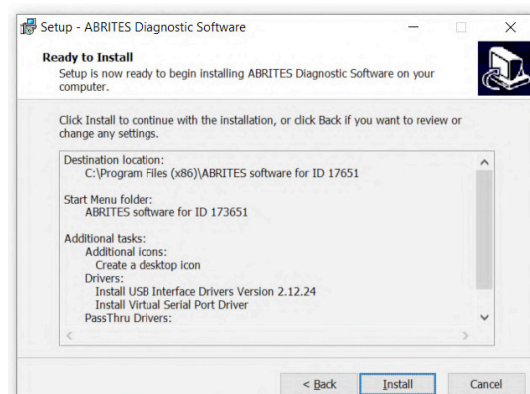 Setup - ABRITES Diagnostic Software
Ready to Install
Setup is now ready to begin installing ABRITES Diagnostic Software on your
computer.
Click Install to continue with the installation, or click Back if you want to review or
change any settings.
Destination location:
C:\Program Files (x86)\ABRITES software for ID 17651
Start Menu folder:
ABRITES software for ID 173651
Additional tasks:
Additional icons:
Create a desktop icon
Drivers:
Install USB Interface Drivers Version 2.12.24
Install Virtual Serial Port Driver
PassThru Drivers:
< Back Install Cancel